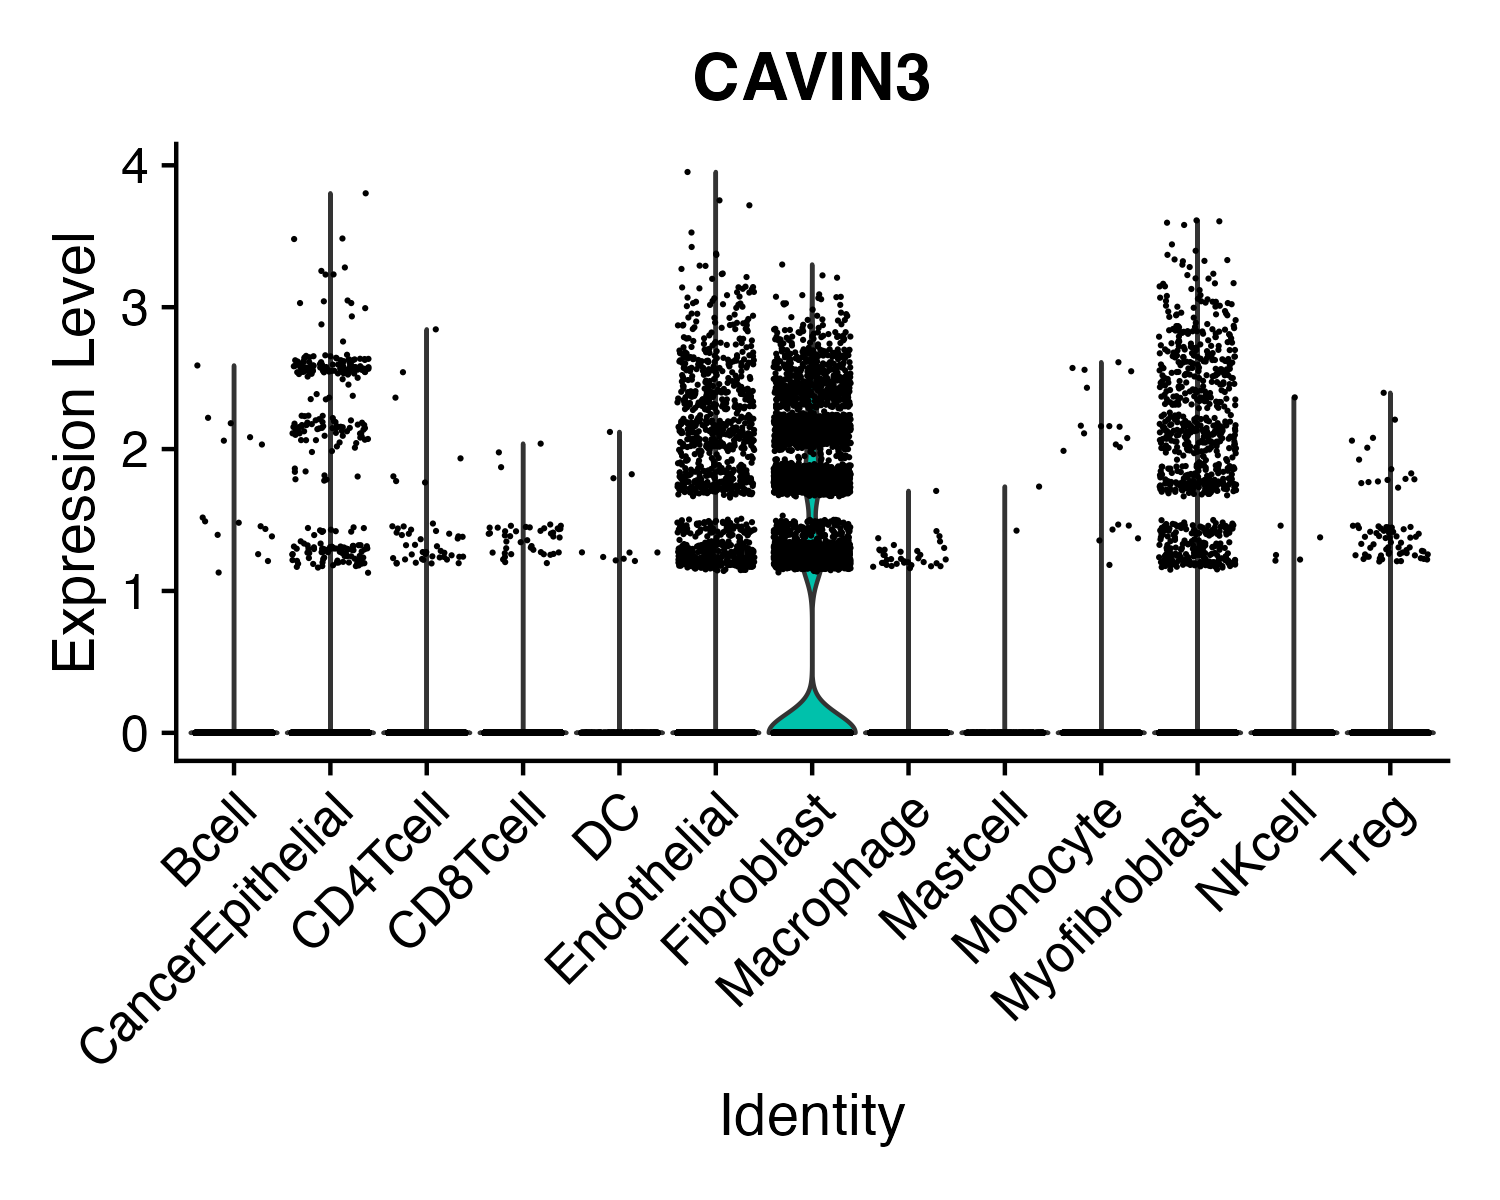 CAVIN3
Expression Level
4
3
2
1
0
Bcell
CancerEpithelial
CD4Tcell
CD8Tcell
DC
Endothelial
Fibroblast
Macrophage
Mastcell
Monocyte
Myofibroblast
NKcell
Treg
Identity